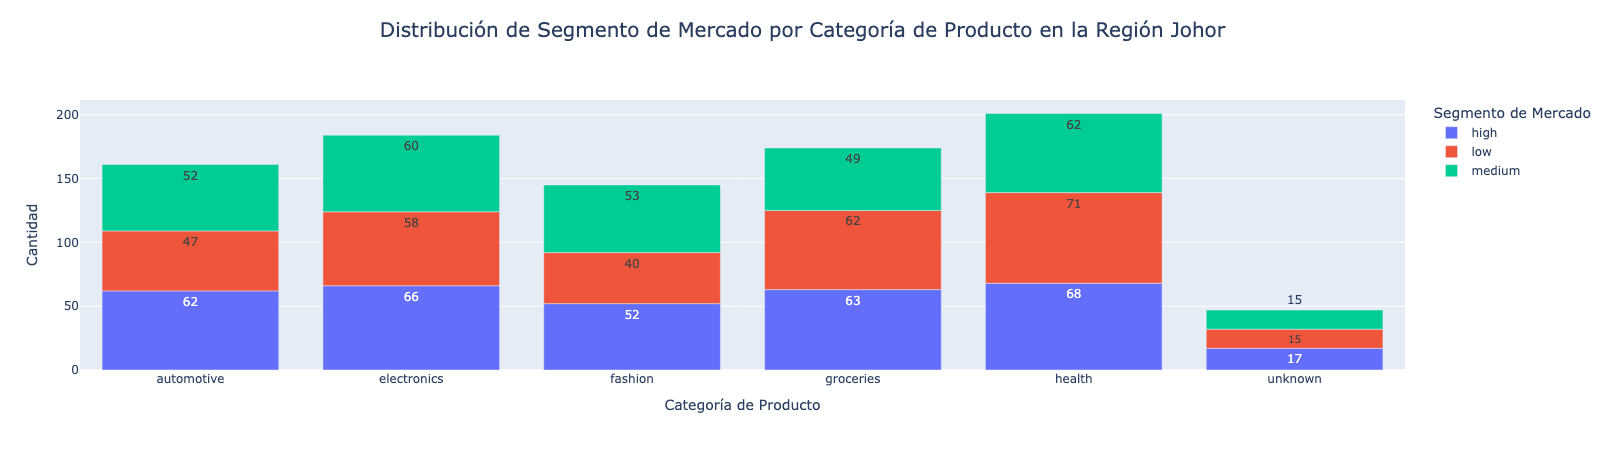 Distribución de Segmento de Mercado por Categoría de Producto en la Región Johor
Segmento de Mercado
high
low
medium
Cantidad
200
150
100
50
0
52
47
62
60
58
66
53
40
52
49
62
63
62
71
68
15
15
17
automotive
electronics
fashion
groceries
health
unknown
Categoría de Producto